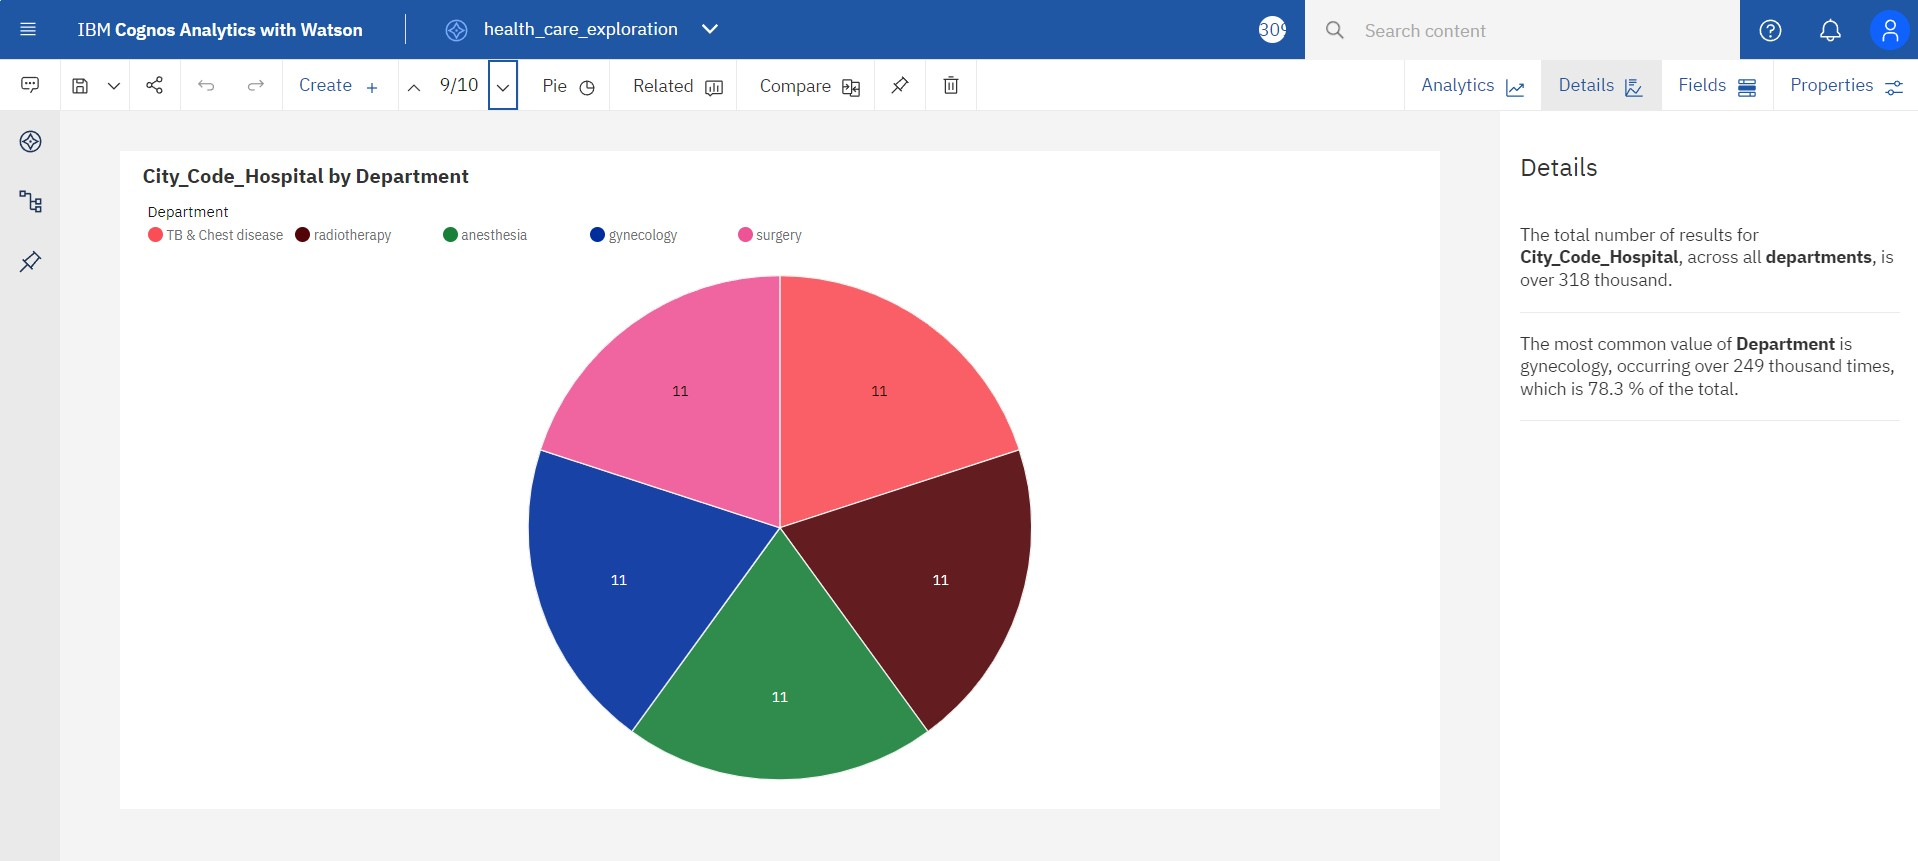 IBM Cognos Analytics with Watson
health_care_exploration
Search content
Create +
9/10
Pie
Related
Compare
Analytics
Details
Fields
Properties
City_Code_Hospital by Department
Department
TB & Chest disease radiotherapy anesthesia gynecology surgery
11
11
11
11
11
Details
The total number of results for
City_Code_Hospital, across all departments, is
over 318 thousand.
The most common value of Department is
gynecology, occurring over 249 thousand times,
which is 78.3 % of the total.